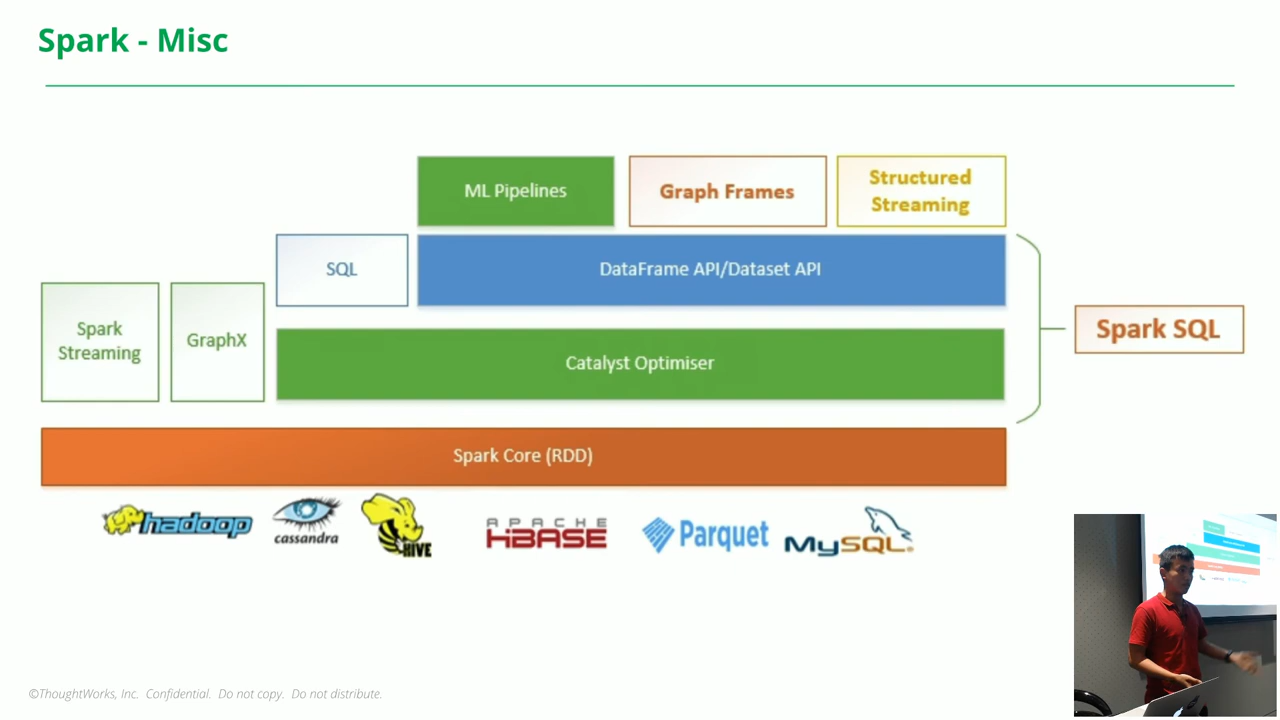 Spark - Misc
ML Pipelines
Graph Frames
Structured
Streaming
SQL
DataFrame API/Dataset API
Spark
Streaming
GraphX
Catalyst Optimiser
Spark SQL
Spark Core (RDD)
hadoop
cassandra
HIVE
APACHE
HBASE
Parquet
MySQL®
©ThoughtWorks, Inc. Confidential. Do not copy. Do not distribute.